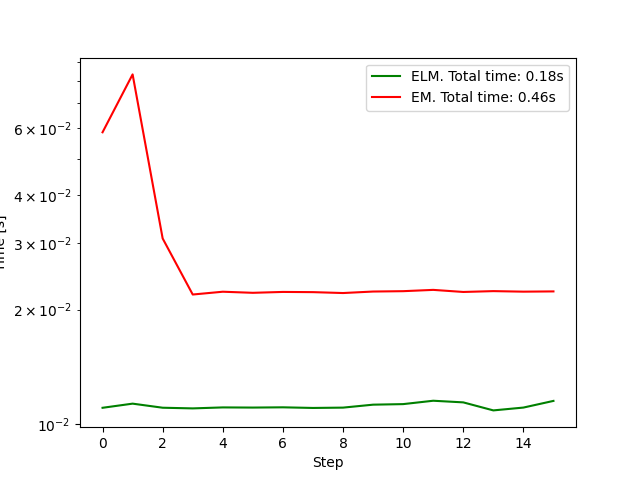 ELM. Total time: 0.18s
EM. Total time: 0.46s
6 × 10⁻²
4 × 10⁻²
3 × 10⁻²
2 × 10⁻²
10⁻²
0 2 4 6 8 10 12 14
Step